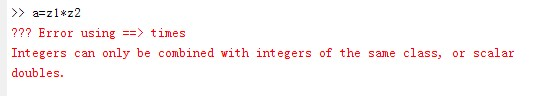 >> a=z1*z2
??? Error using ==> times
Integers can only be combined with integers of the same class, or scalar
doubles.